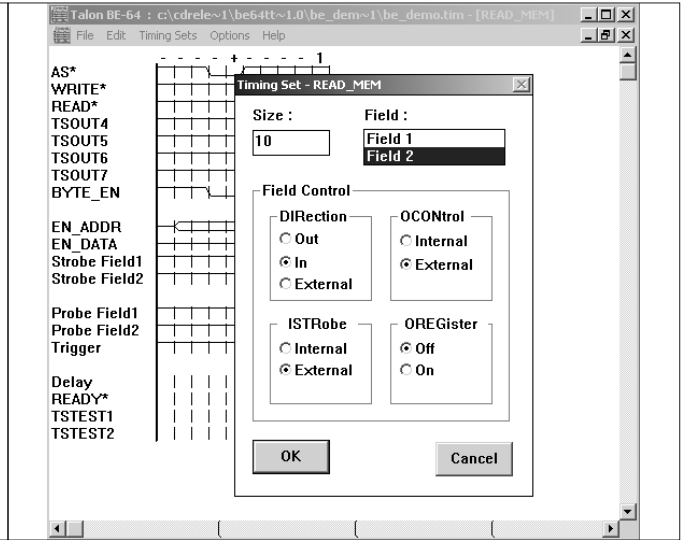 Talon BE-64 : c:\cdrele~1\be64tt~1.0\be_dem~1\be_demo.tim - [READ_MEM]
File Edit Timing Sets Options Help
- - - - + - - - - 1
AS*
WRITE*
READ*
TSOUT4
TSOUT5
TSOUT6
TSOUT7
BYTE_EN
EN_ADDR
EN_DATA
Strobe Field1
Strobe Field2
Probe Field1
Probe Field2
Trigger
Delay
READY*
TSTEST1
TSTEST2
Timing Set - READ_MEM
Size : Field :
10
Field 1
Field 2
Field Control
DIRection
Out
In
External
OCONtrol
Internal
External
ISTRobe
Internal
External
OREGister
Off
On
OK Cancel